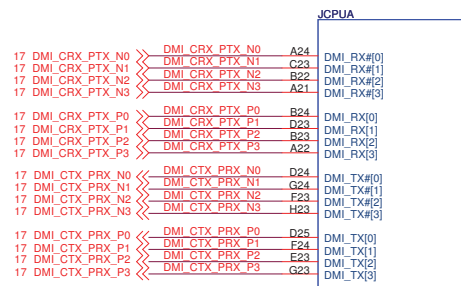 JCPUA
17 DMI_CRX_PTX_N0 DMI_CRX_PTX_N0 A24 DMI_RX#[0]
17 DMI_CRX_PTX_N1 DMI_CRX_PTX_N1 C23 DMI_RX#[1]
17 DMI_CRX_PTX_N2 DMI_CRX_PTX_N2 B22 DMI_RX#[2]
17 DMI_CRX_PTX_N3 DMI_CRX_PTX_N3 A21 DMI_RX#[3]
17 DMI_CRX_PTX_P0 DMI_CRX_PTX_P0 B24 DMI_RX[0]
17 DMI_CRX_PTX_P1 DMI_CRX_PTX_P1 D23 DMI_RX[1]
17 DMI_CRX_PTX_P2 DMI_CRX_PTX_P2 B23 DMI_RX[2]
17 DMI_CRX_PTX_P3 DMI_CRX_PTX_P3 A22 DMI_RX[3]
17 DMI_CTX_PRX_N0 DMI_CTX_PRX_N0 D24 DMI_TX#[0]
17 DMI_CTX_PRX_N1 DMI_CTX_PRX_N1 G24 DMI_TX#[1]
17 DMI_CTX_PRX_N2 DMI_CTX_PRX_N2 F23 DMI_TX#[2]
17 DMI_CTX_PRX_N3 DMI_CTX_PRX_N3 H23 DMI_TX#[3]
17 DMI_CTX_PRX_P0 DMI_CTX_PRX_P0 D25 DMI_TX[0]
17 DMI_CTX_PRX_P1 DMI_CTX_PRX_P1 F24 DMI_TX[1]
17 DMI_CTX_PRX_P2 DMI_CTX_PRX_P2 E23 DMI_TX[2]
17 DMI_CTX_PRX_P3 DMI_CTX_PRX_P3 G23 DMI_TX[3]